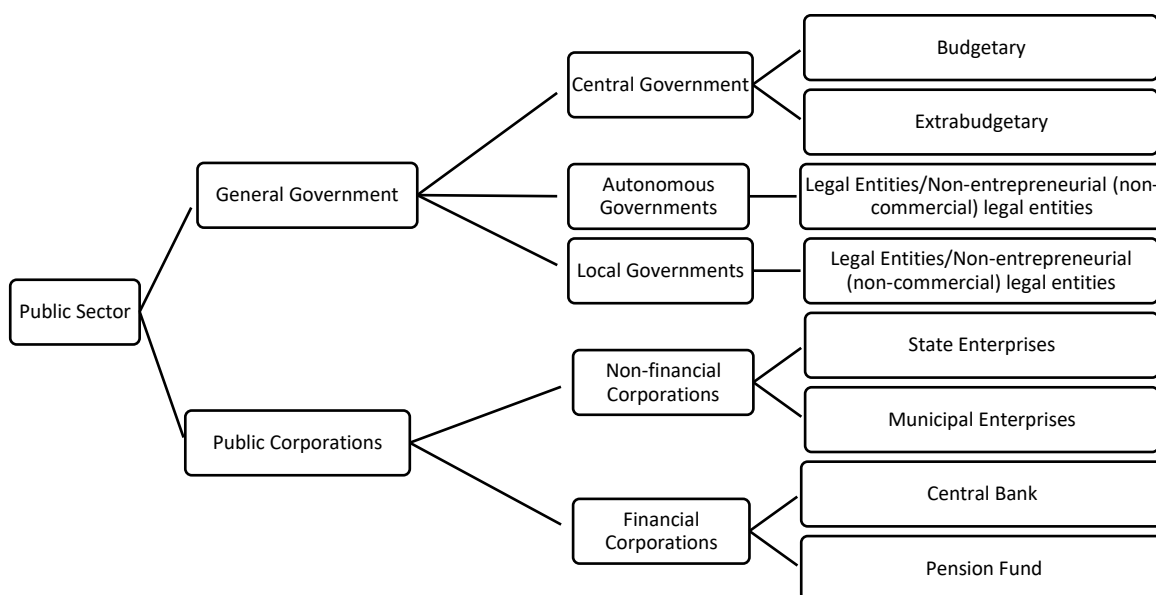 Public Sector
General Government
Central Government
Budgetary
Extrabudgetary
Autonomous
Governments
Legal Entities/Non-entrepreneurial (non-
commercial) legal entities
Local Governments
Legal Entities/Non-entrepreneurial
(non-commercial) legal entities
Public Corporations
Non-financial
Corporations
State Enterprises
Municipal Enterprises
Financial
Corporations
Central Bank
Pension Fund